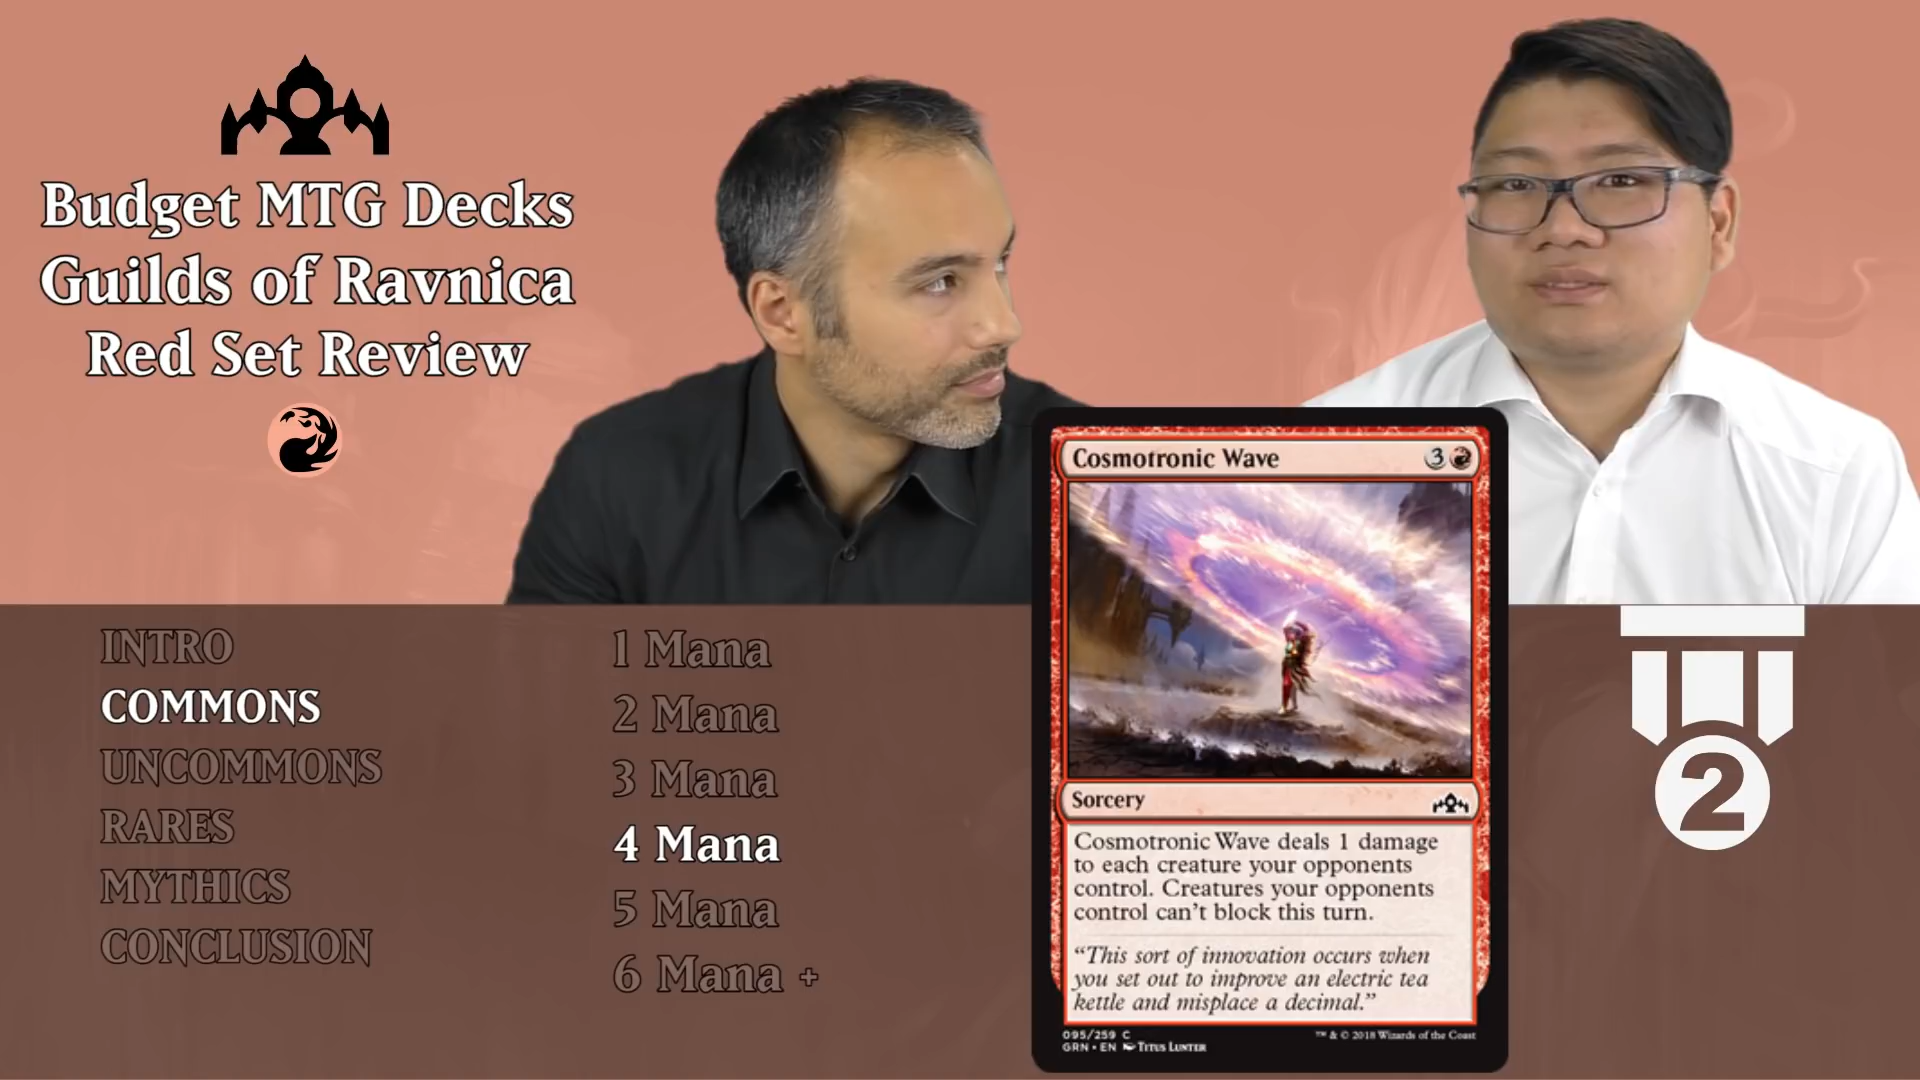 Budget MTG Decks
Guilds of Ravnica
Red Set Review
INTRO
COMMONS
UNCOMMONS
RARES
MYTHICS
CONCLUSION
1 Mana
2 Mana
3 Mana
4 Mana
5 Mana
6 Mana +
Cosmotronic Wave 3
Sorcery
Cosmotronic Wave deals 1 damage
to each creature your opponents
control. Creatures your opponents
control can't block this turn.
“This sort of innovation occurs when
you set out to improve an electric tea
kettle and misplace a decimal.”
095/259 C
GRN • EN Titus Lunter
™ & © 2018 Wizards of the Coast
2